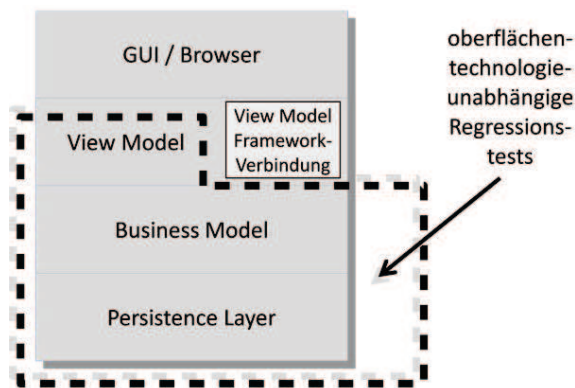 GUI / Browser
View Model
View Model
Framework-
Verbindung
Business Model
Persistence Layer
oberflächen-
technologie-
unabhängige
Regressions-
tests